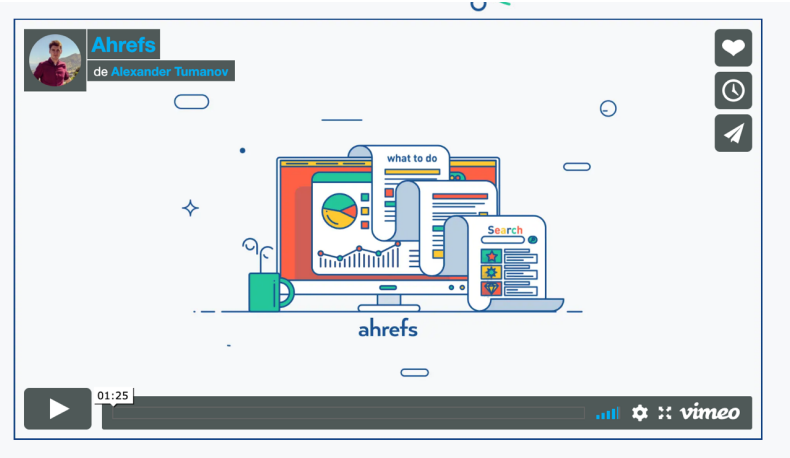 Ahrefs
de Alexander Tumanov
what to do
Search
ahrefs
01:25
vimeo